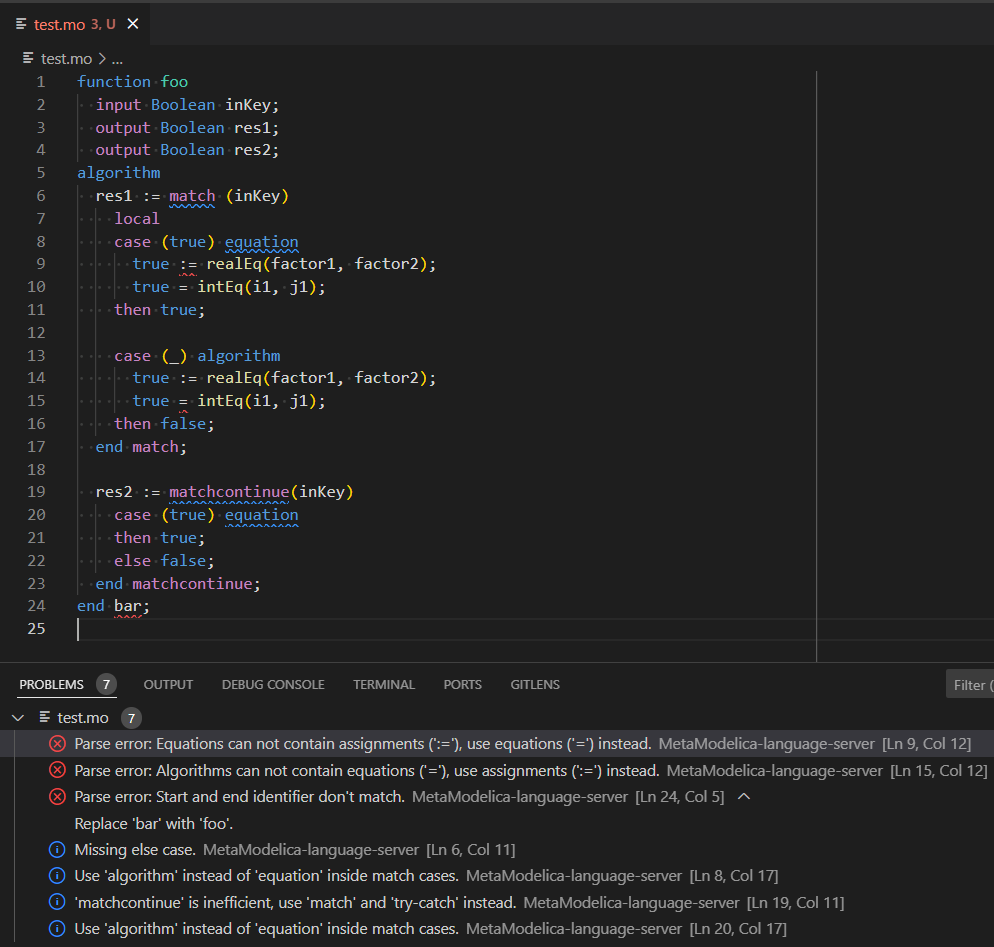 test.mo 3, U
test.mo > ...
1 function foo
2 input Boolean inKey;
3 output Boolean res1;
4 output Boolean res2;
5 algorithm
6 res1 := match (inKey)
7 local
8 case (true) equation
9 true := realEq(factor1, factor2);
10 true = intEq(i1, j1);
11 then true;
12
13 case (_) algorithm
14 true := realEq(factor1, factor2);
15 true = intEq(i1, j1);
16 then false;
17 end match;
18
19 res2 := matchcontinue(inKey)
20 case (true) equation
21 then true;
22 else false;
23 end matchcontinue;
24 end bar;
25
PROBLEMS 7 OUTPUT DEBUG CONSOLE TERMINAL PORTS GITLENS Filter (
test.mo 7
Parse error: Equations can not contain assignments (':='), use equations ('=') instead. MetaModelica-language-server [Ln 9, Col 12]
Parse error: Algorithms can not contain equations ('='), use assignments (':=') instead. MetaModelica-language-server [Ln 15, Col 12]
Parse error: Start and end identifier don't match. MetaModelica-language-server [Ln 24, Col 5]
Replace 'bar' with 'foo'.
Missing else case. MetaModelica-language-server [Ln 6, Col 11]
Use 'algorithm' instead of 'equation' inside match cases. MetaModelica-language-server [Ln 8, Col 17]
'matchcontinue' is inefficient, use 'match' and 'try-catch' instead. MetaModelica-language-server [Ln 19, Col 11]
Use 'algorithm' instead of 'equation' inside match cases. MetaModelica-language-server [Ln 20, Col 17]